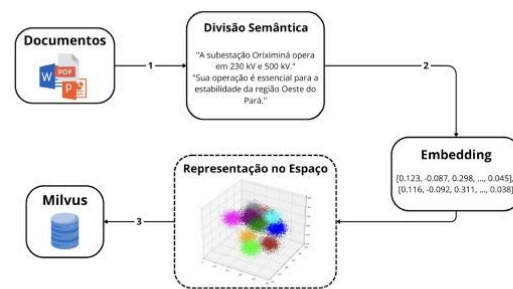 Documentos
W
PDF
P
1
Divisão Semântica
"A subestação Oriximiná opera
em 230 kV e 500 kV."
"Sua operação é essencial para a
estabilidade da região Oeste do
Pará."
2
Embedding
[0.123, -0.087, 0.298, ..., 0.045],
[0.116, -0.092, 0.311, ..., 0.038]
Representação no Espaço
3
Milvus